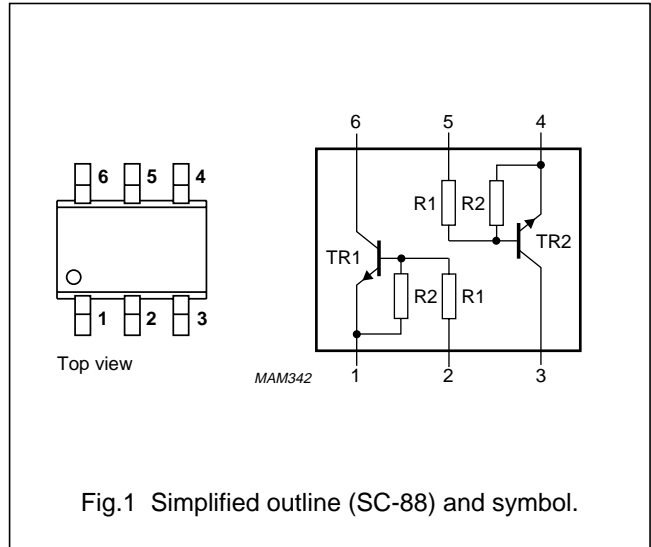 6 5 4
1 2 3
Top view
6 5 4
R1 R2
TR2
TR1
R2 R1
MAM342
1 2 3
Fig.1 Simplified outline (SC-88) and symbol.